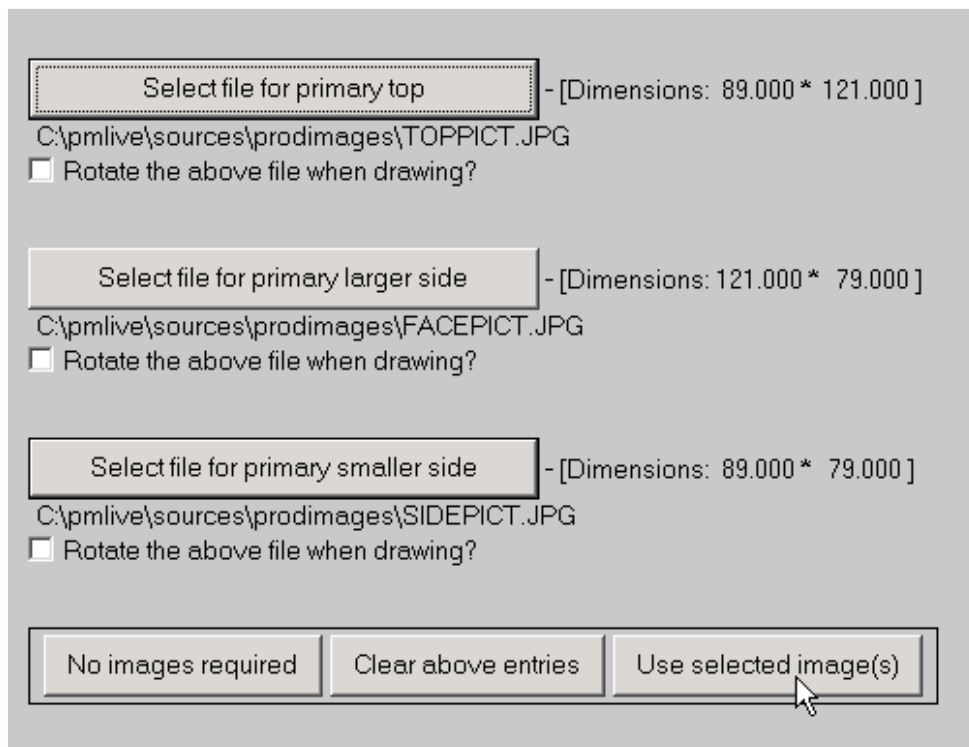 Select file for primary top - [Dimensions: 89.000 * 121.000 ]
C:\pmlive\sources\prodimages\TOPPICT.JPG
Rotate the above file when drawing?
Select file for primary larger side - [Dimensions: 121.000 * 79.000 ]
C:\pmlive\sources\prodimages\FACEPICT.JPG
Rotate the above file when drawing?
Select file for primary smaller side - [Dimensions: 89.000 * 79.000 ]
C:\pmlive\sources\prodimages\SIDEPICT.JPG
Rotate the above file when drawing?
No images required Clear above entries Use selected image(s)